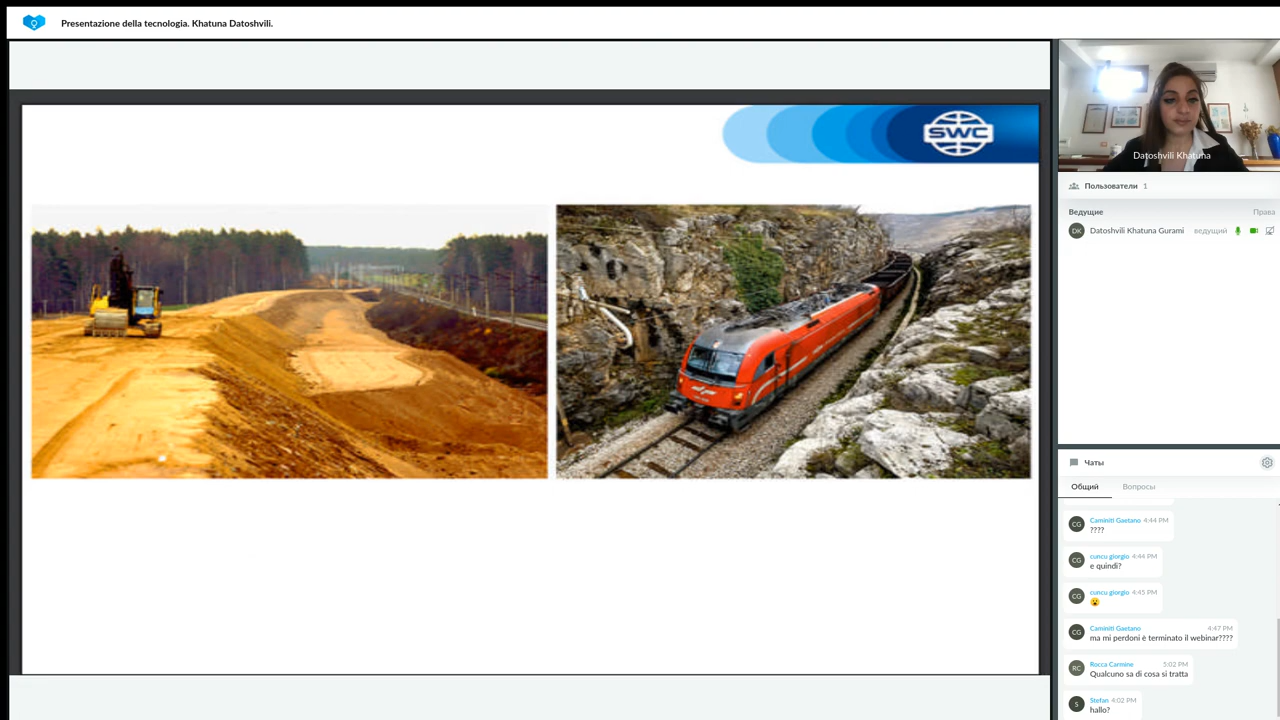 Presentazione della tecnologia. Khatuna Datoshvili.
SWC
Datoshvili Khatuna
Пользователи 1
Ведущие Права
DK Datoshvili Khatuna Gurami ведущий
Чаты
Общий Вопросы
CG Caminiti Gaetano 4:44 PM
????
CG cuncu giorgio 4:44 PM
e quindi?
CG cuncu giorgio 4:45 PM
😮
CG Caminiti Gaetano 4:47 PM
ma mi perdoni è terminato il webinar????
RC Rocca Carmine 5:02 PM
Qualcuno sa di cosa si tratta
S Stefan 4:02 PM
hallo?